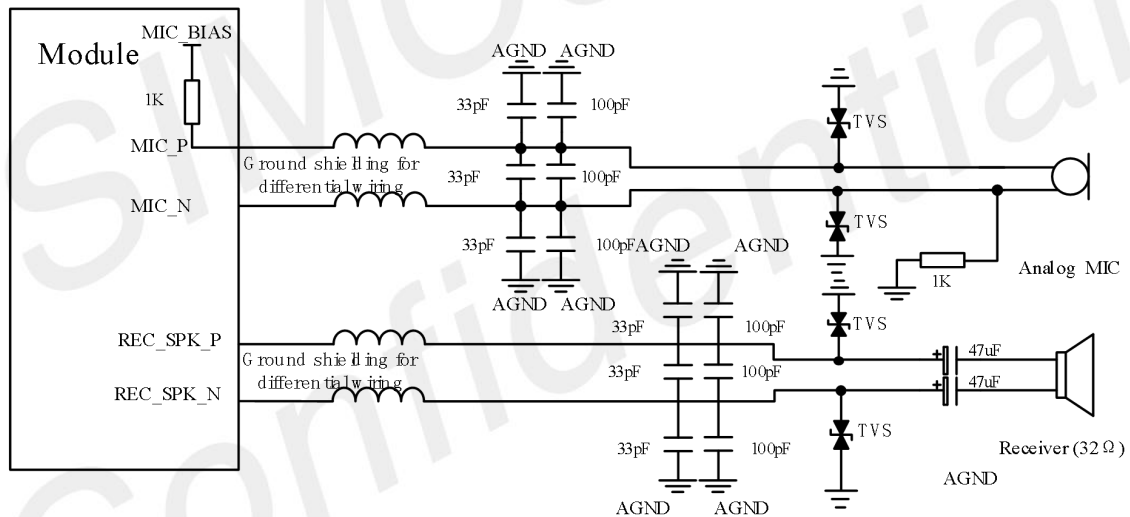 MIC_BIAS
Module
1K
MIC_P
MIC_N
REC_SPK_P
REC_SPK_N
Ground shielding for
differential wiring
Ground shielding for
differential wiring
AGND AGND
33pF 100pF
33pF 100pF
33pF 100pF
AGND AGND
AGND AGND
33pF 100pF
33pF 100pF
33pF 100pF
AGND AGND
TVS
TVS
1K
Analog MIC
TVS
+ 47uF
+ 47uF
TVS
Receiver(32Ω)
AGND
Confidential